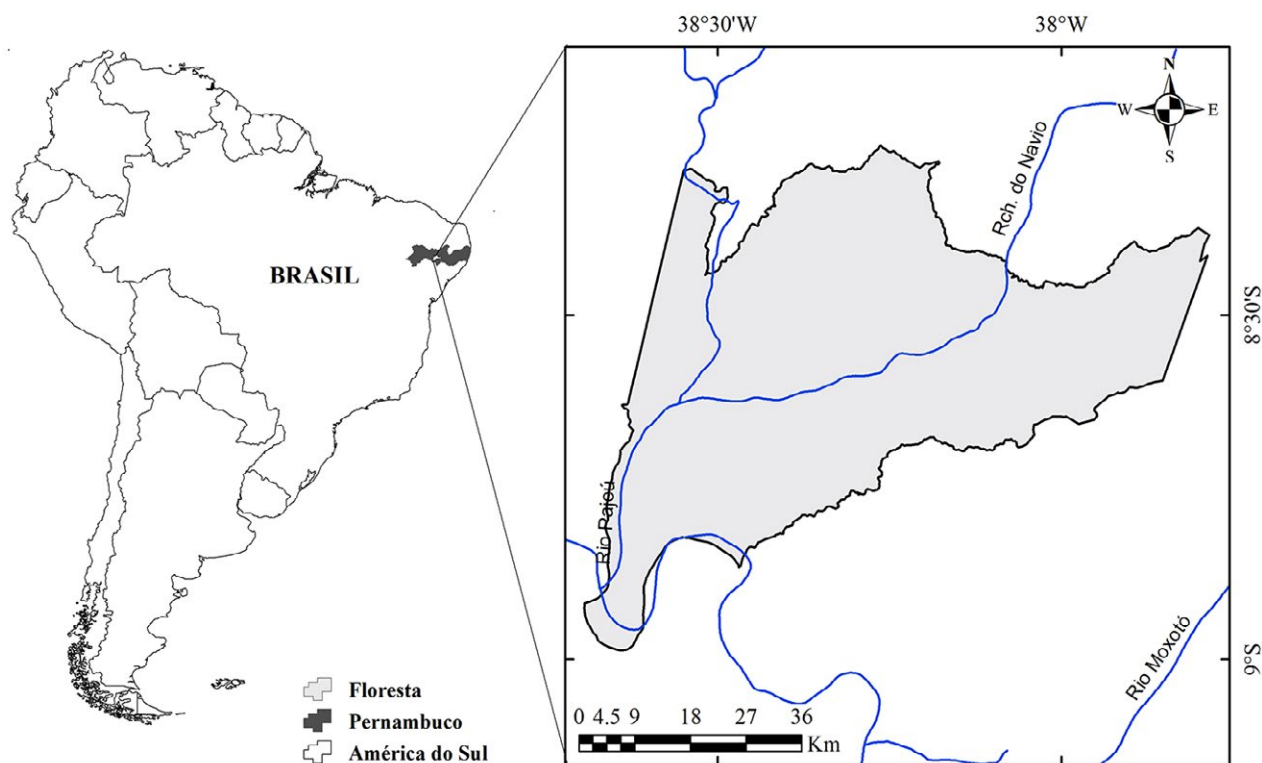 38°30'W
38°W
N
W
E
S
Rch. do Navio
BRASIL
8°30'S
Rio Pajeú
9°S
Rio Moxotó
Floresta
Pernambuco
América do Sul
0 4.5 9 18 27 36
Km